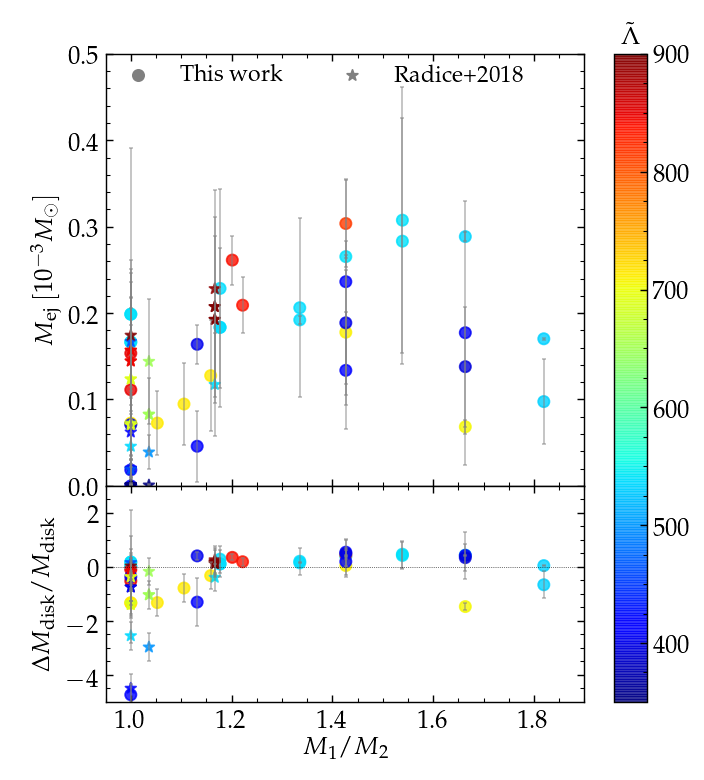 Λ̃
This work
Radice+2018
0.5
0.4
0.3
0.2
0.1
0.0
M_ej [10^−3 M_⊙]
2
0
−2
−4
ΔM_disk/M_disk
1.0 1.2 1.4 1.6 1.8
M_1/M_2
900
800
700
600
500
400